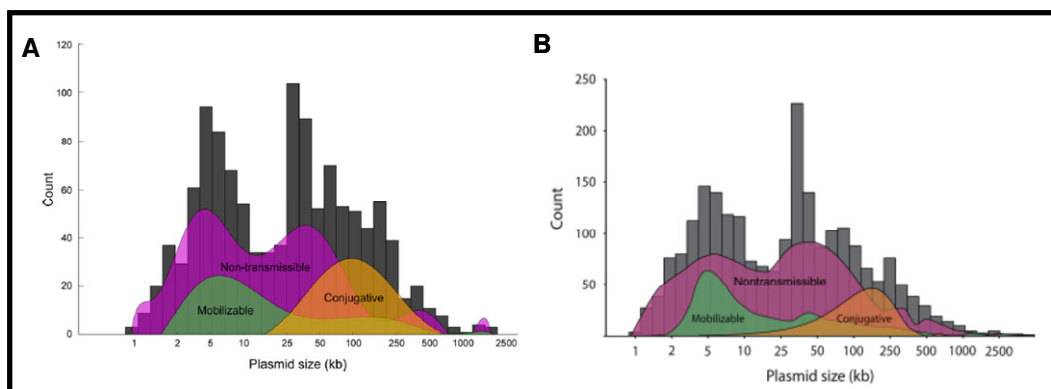 A
120
100
80
60
40
20
0
Count
Non-transmissible
Mobilizable
Conjugative
1 2 5 10 25 50 100 250 500 1000 2500
Plasmid size (kb)
B
250
200
150
100
50
Count
Nontransmissible
Mobilizable
Conjugative
1 2 5 10 25 50 100 250 500 1000 2500
Plasmid size (kb)